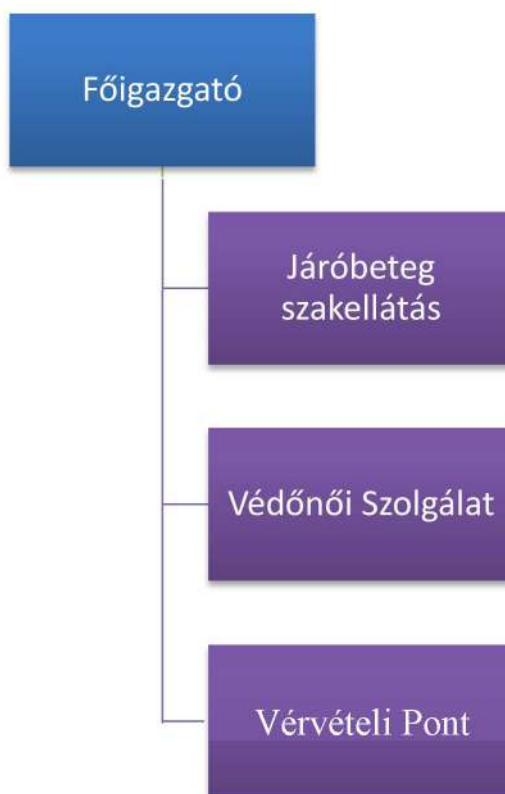 Főigazgató
Járóbeteg
szakellátás
Védőnői Szolgálat
Vérvételi Pont